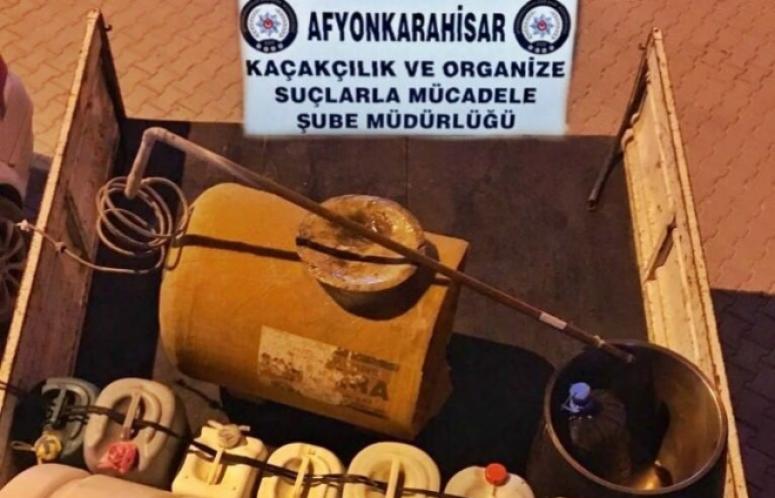 AFYONKARAHİSAR
KAÇAKÇILIK VE ORGANİZE
SUÇLARLA MÜCADELE
ŞUBE MÜDÜRLÜĞÜ